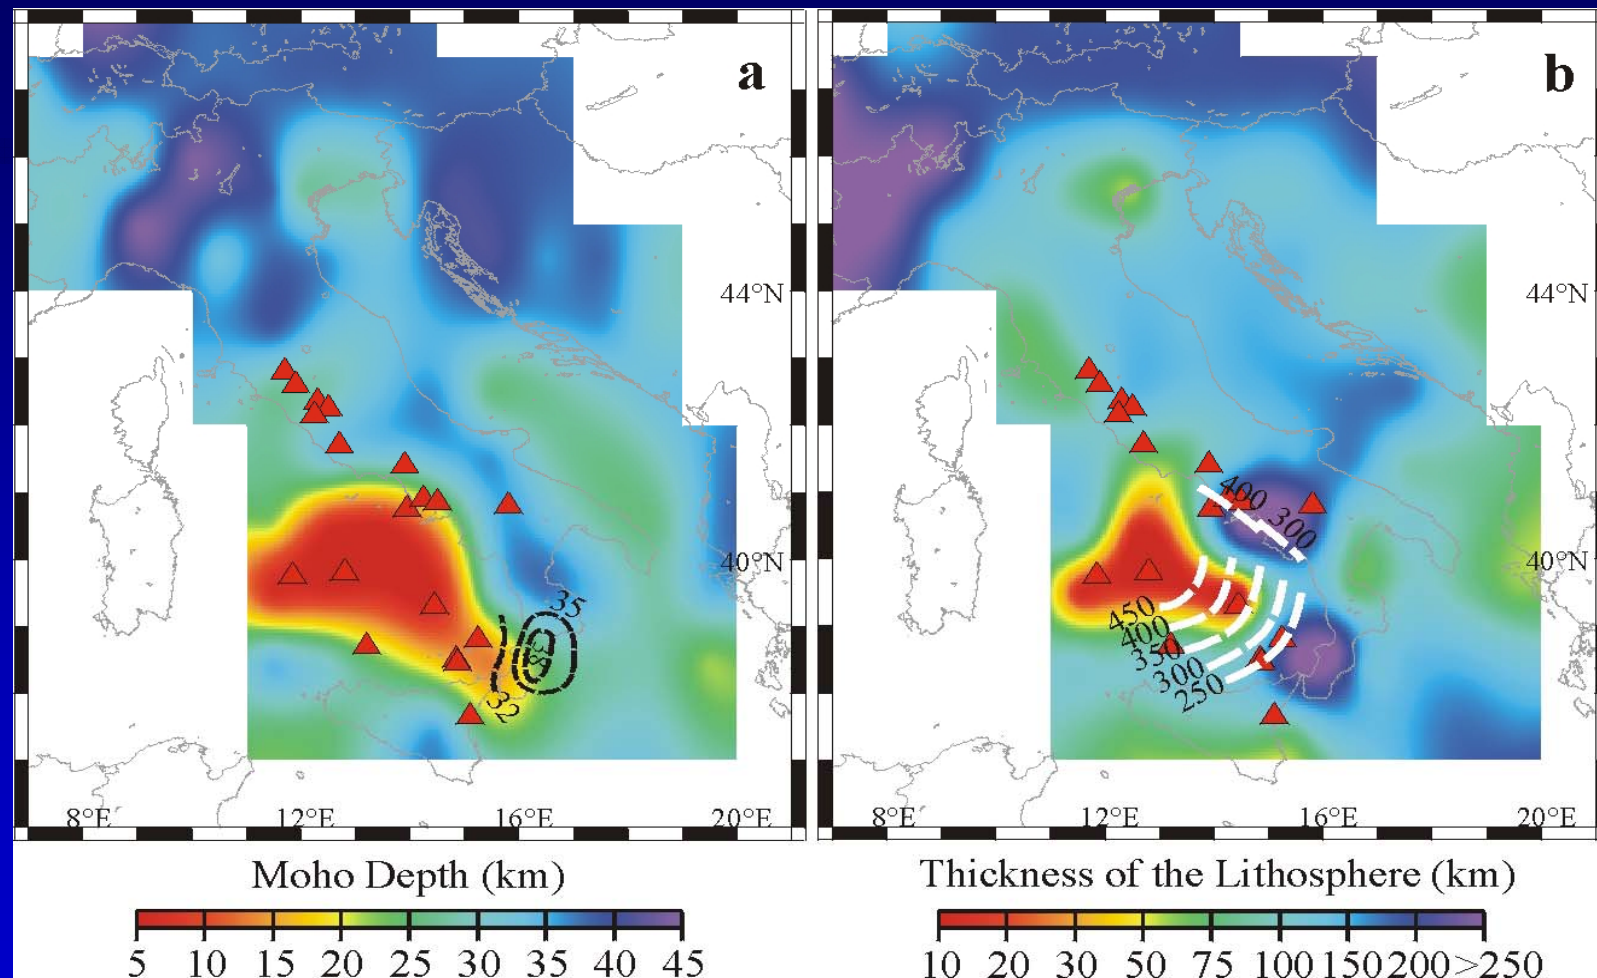 a
44°N
40°N
35
38
32
8°E 12°E 16°E 20°E
Moho Depth (km)
5 10 15 20 25 30 35 40 45
b
44°N
400
300
40°N
450
400
350
300
250
8°E 12°E 16°E 20°E
Thickness of the Lithosphere (km)
10 20 30 50 75 100 150 200 >250